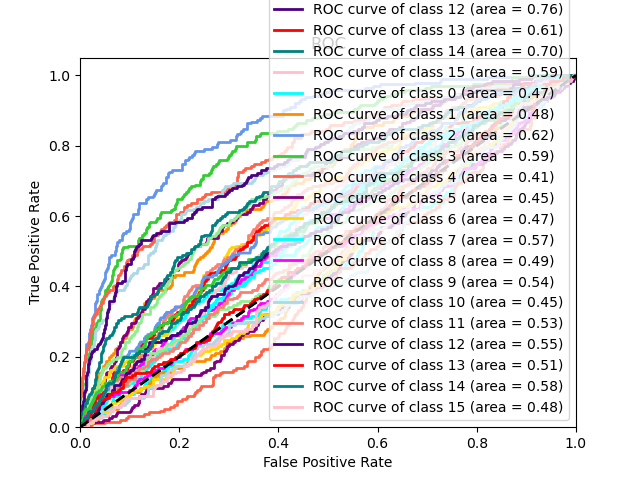 ROC curve of class 12 (area = 0.76)
ROC curve of class 13 (area = 0.61)
ROC
ROC curve of class 14 (area = 0.70)
ROC curve of class 15 (area = 0.59)
ROC curve of class 0 (area = 0.47)
ROC curve of class 1 (area = 0.48)
ROC curve of class 2 (area = 0.62)
ROC curve of class 3 (area = 0.59)
ROC curve of class 4 (area = 0.41)
ROC curve of class 5 (area = 0.45)
ROC curve of class 6 (area = 0.47)
ROC curve of class 7 (area = 0.57)
ROC curve of class 8 (area = 0.49)
ROC curve of class 9 (area = 0.54)
ROC curve of class 10 (area = 0.45)
ROC curve of class 11 (area = 0.53)
ROC curve of class 12 (area = 0.55)
ROC curve of class 13 (area = 0.51)
ROC curve of class 14 (area = 0.58)
ROC curve of class 15 (area = 0.48)
1.0
0.8
0.6
0.4
0.2
0.0
True Positive Rate
0.0 0.2 0.4 0.6 0.8 1.0
False Positive Rate